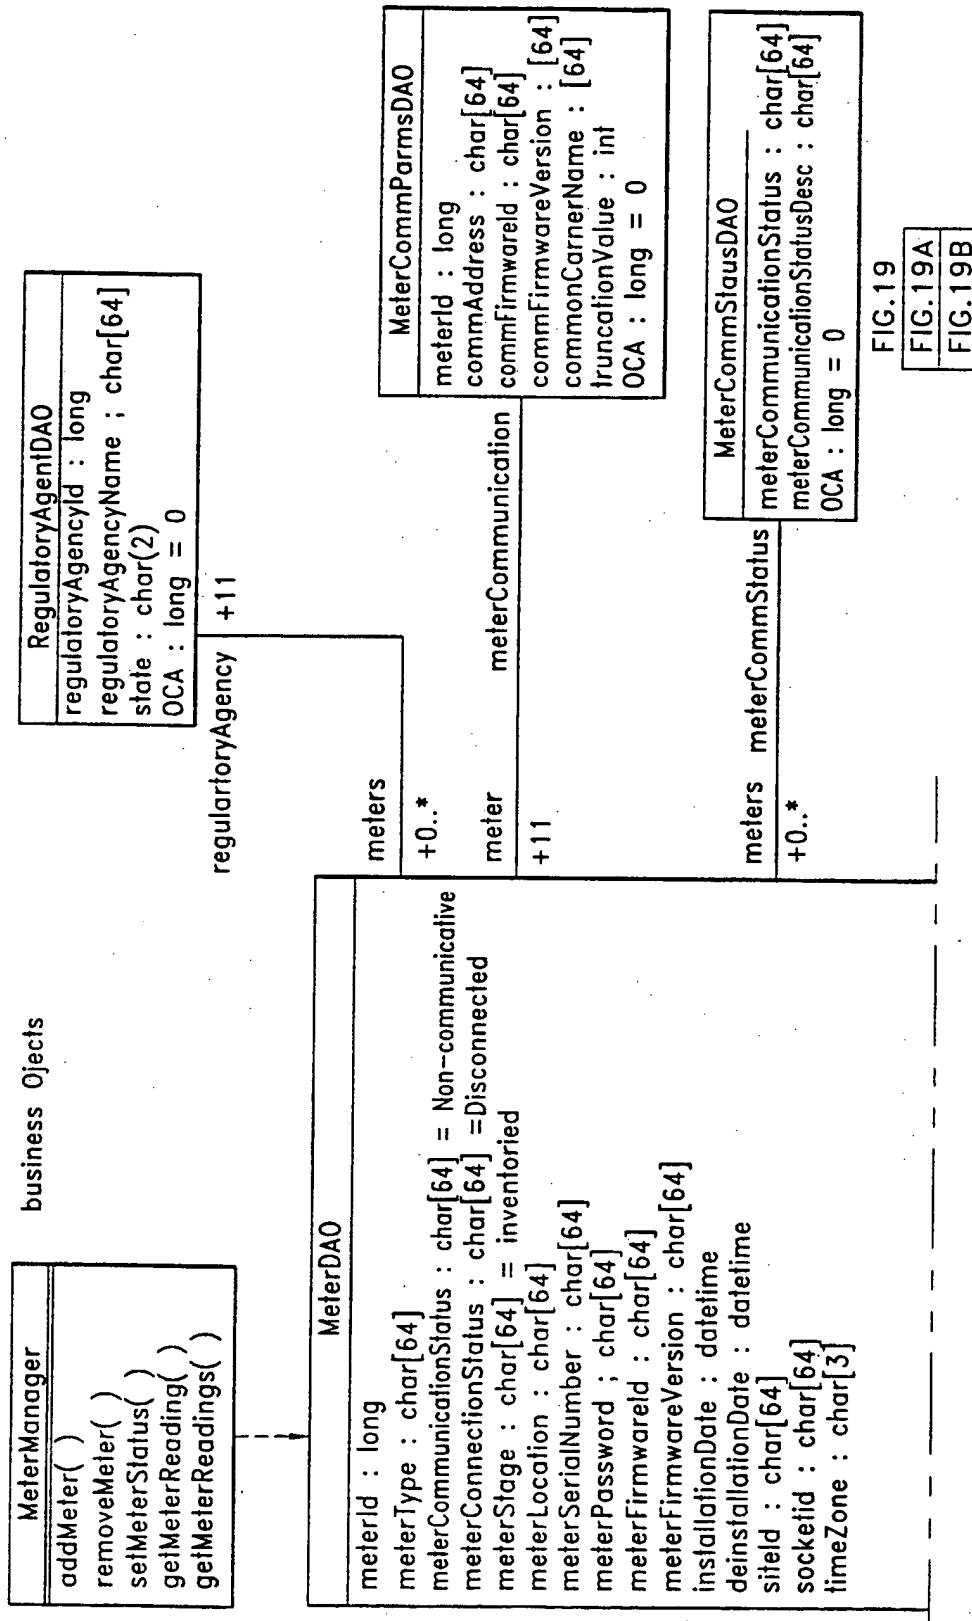 business Ojects
MeterManager
addMeter( )
removeMeter( )
setMeterStatus( )
getMeterReading( )
getMeterReadings( )
MeterDAO
meterId : long
meterType : char[64]
meterCommunicationStatus : char[64] = Non-communicative
meterConnectionStatus : char[64] =Disconnected
meterStage : char[64] = inventoried
meterLocation : char[64]
meterSerialNumber : char[64]
meterPassword ; char[64]
meterFirmwareId : char[64]
meterFirmwareVersion : char[64]
installationDate : datetime
deinstallationDate : datetime
siteId : char[64]
socketid : char[64]
timeZone : char[3]
RegulatoryAgentDAO
regulatoryAgencyId : long
regulatoryAgencyName ; char[64]
state : char(2)
OCA : long = 0
regulartoryAgency +11
meters
+0..*
MeterCommParmsDAO
meterId : long
commAddress : char[64]
commFirmwareId : char[64]
commFirmwareVersion : [64]
commonCarnerName : [64]
truncationValue : int
OCA : long = 0
meter meterCommunication
+11
MeterCommStausDAO
meterCommunicationStatus : char[64]
meterCommunicationStatusDesc : char[64]
OCA : long = 0
meters meterCommStatus
+0..*
FIG.19
FIG.19A
FIG.19B